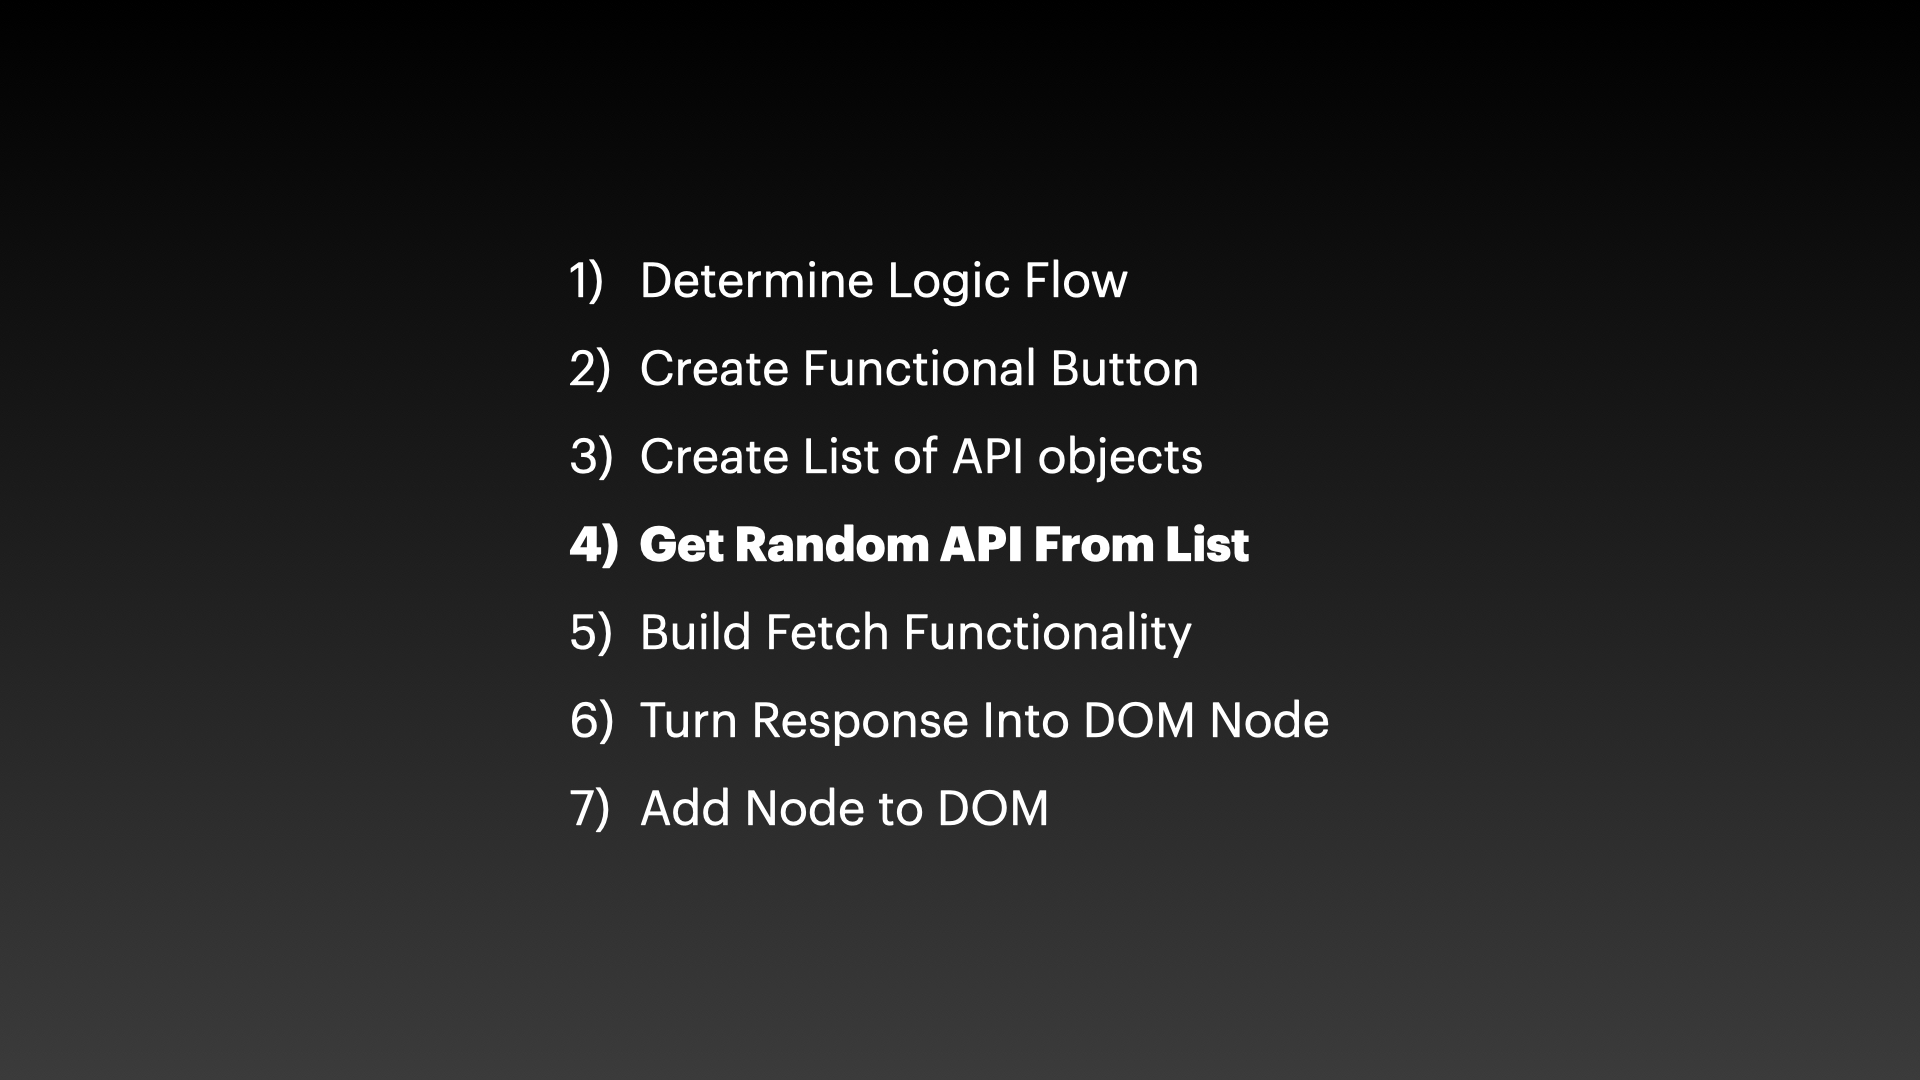 1) Determine Logic Flow
2) Create Functional Button
3) Create List of API objects
4) Get Random API From List
5) Build Fetch Functionality
6) Turn Response Into DOM Node
7) Add Node to DOM